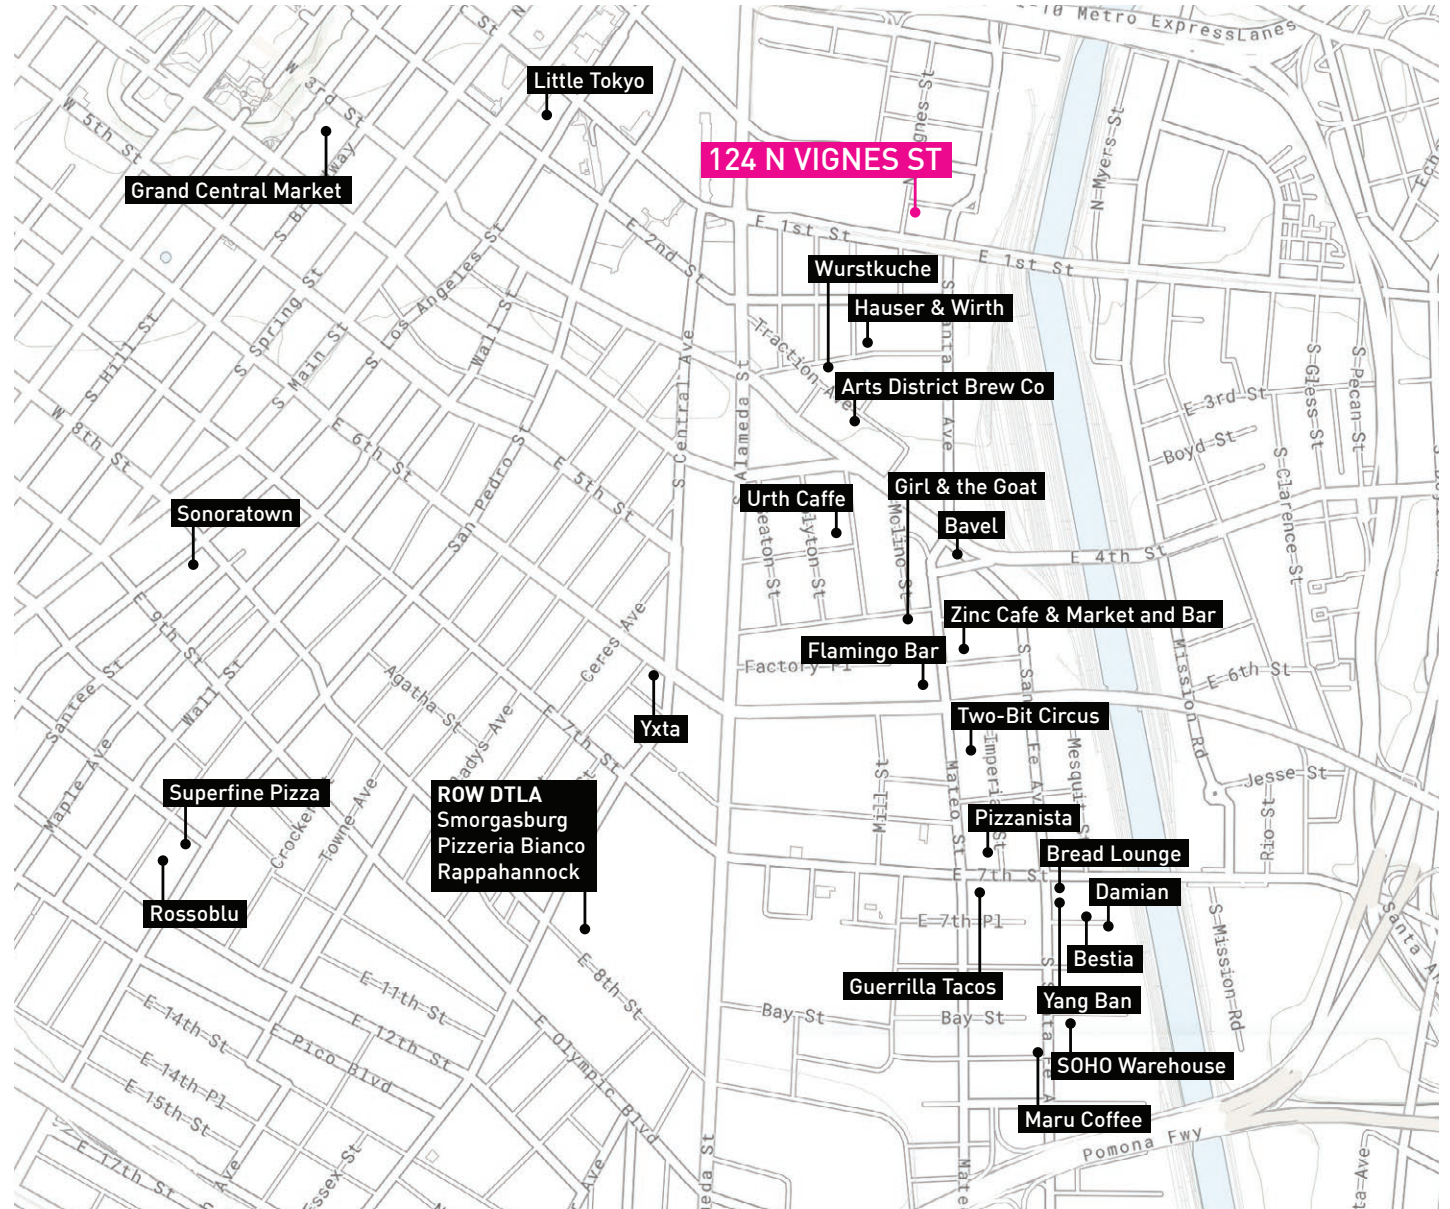 10 Metro ExpressLanes
W 3rd St
W 5th St
Little Tokyo
Grand Central Market
124 N VIGNES ST
N Vignes St
N Myers St
E 1st St
E 1st St
E 2nd St
S Broadway
S Los Angeles St
Wall St
S Spring St
S Main St
S Hill St
W 8th St
Wurstkuche
Hauser & Wirth
Traction Ave
Arts District Brew Co
S Central Ave
S Alameda St
E 3rd St
Boyd St
S Gless St
S Pecan St
S Clarence St
E 6th St
E 5th St
San Pedro St
Sonoratown
Urth Caffe
Girl & the Goat
Bavel
Molino St
E 4th St
E 9th St
Wall St
Santee St
Maple Ave
Agatha St
Ceres Ave
E 7th St
Zinc Cafe & Market and Bar
Flamingo Bar
Factory Pl
Mission Rd
E 6th St
Yxta
Two-Bit Circus
Mill St
Mateo St
Jesse St
Rio St
Superfine Pizza
Towne Ave
ROW DTLA
Smorgasburg
Pizzeria Bianco
Rappahannock
Pizzanista
Bread Lounge
E 7th St
Damian
Rossoblu
E 7th Pl
Bestia
Guerrilla Tacos
Yang Ban
S Mission Rd
E 8th St
E 11th St
E 12th St
E 14th St
Pico Blvd
E Olympic Blvd
Bay St
Bay St
SOHO Warehouse
E 14th Pl
E 15th St
Maru Coffee
Pomona Fwy
E 17th St